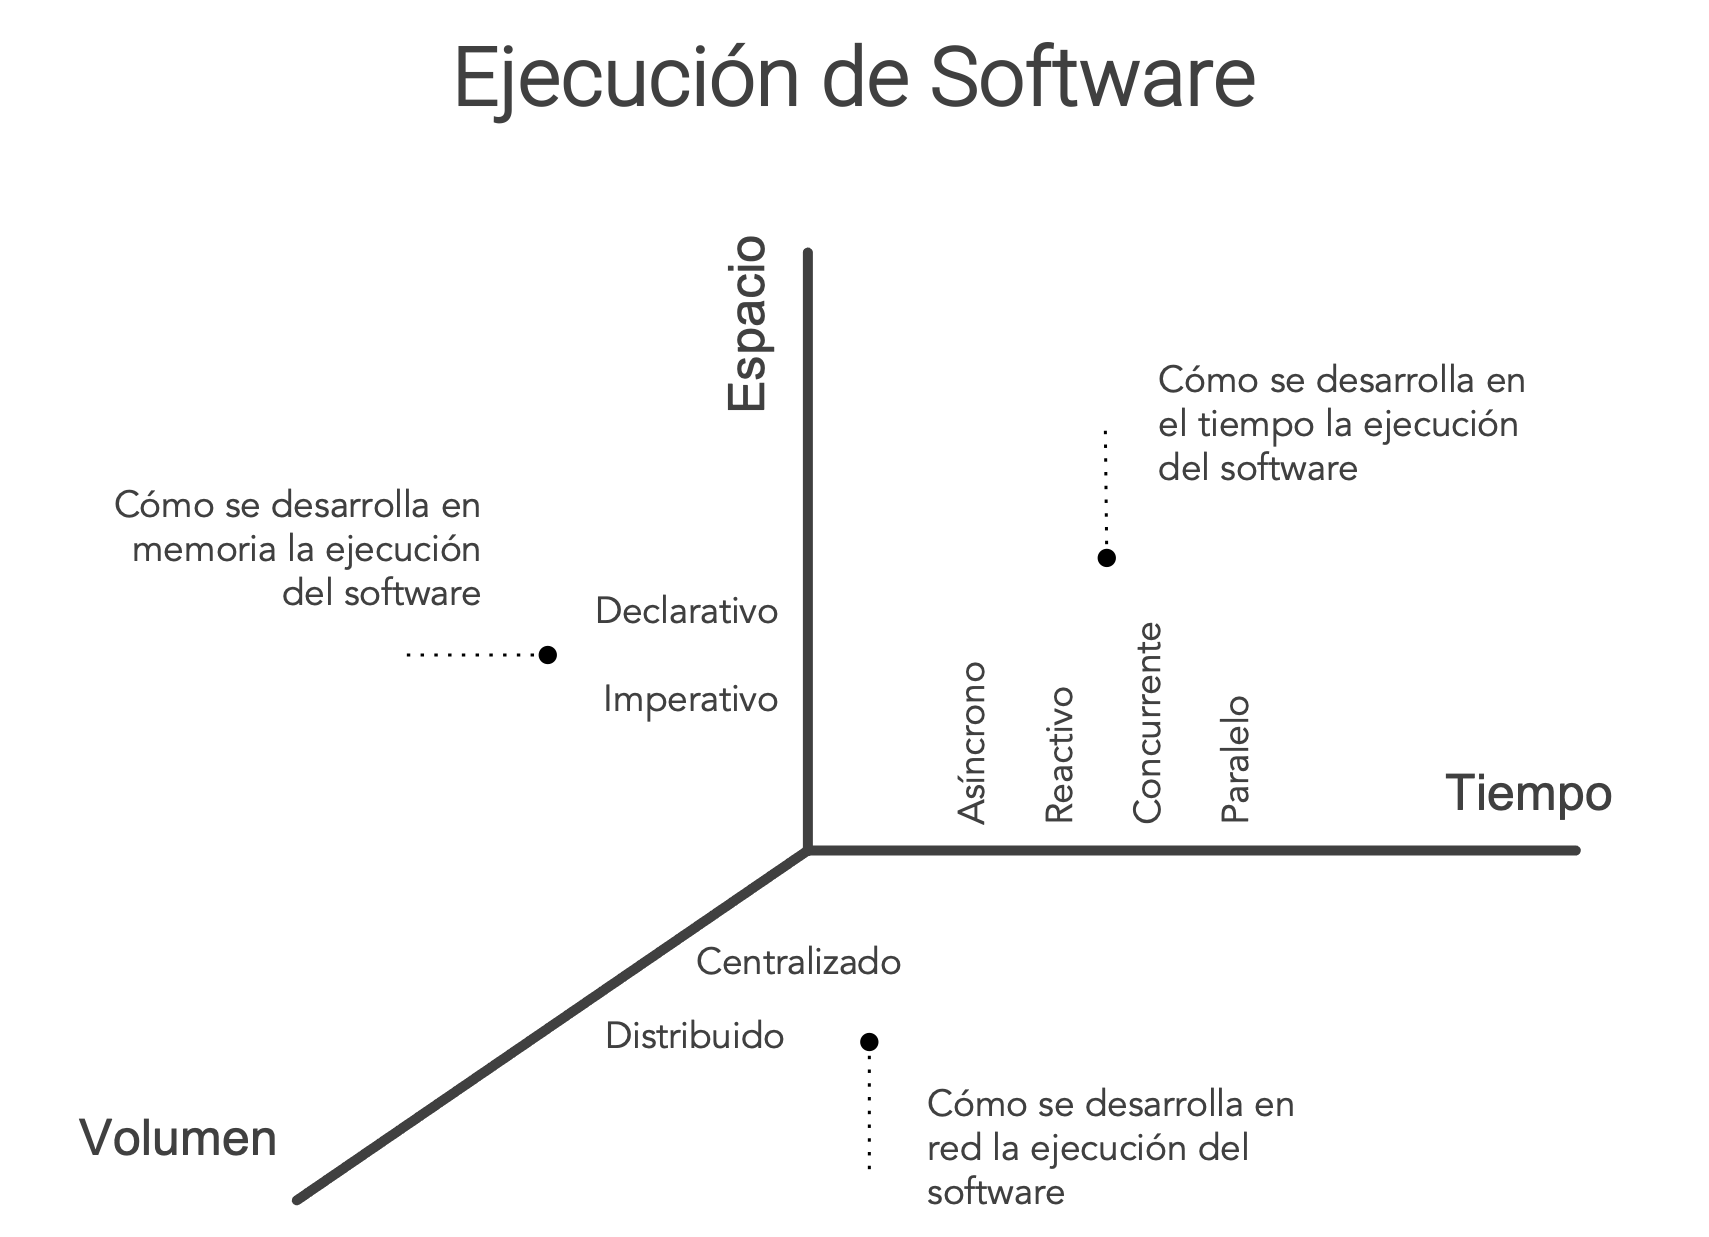 Ejecución de Software
Espacio
Cómo se desarrolla en
el tiempo la ejecución
del software
Cómo se desarrolla en
memoria la ejecución
del software
Declarativo
Imperativo
Asíncrono
Reactivo
Concurrente
Paralelo
Tiempo
Centralizado
Distribuido
Volumen
Cómo se desarrolla en
red la ejecución del
software